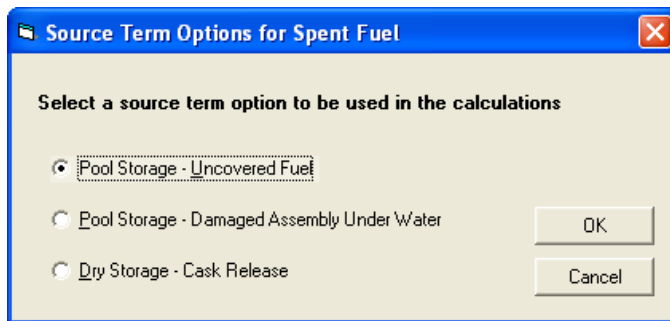 Source Term Options for Spent Fuel
Select a source term option to be used in the calculations
Pool Storage - Uncovered Fuel
Pool Storage - Damaged Assembly Under Water
OK
Dry Storage - Cask Release
Cancel